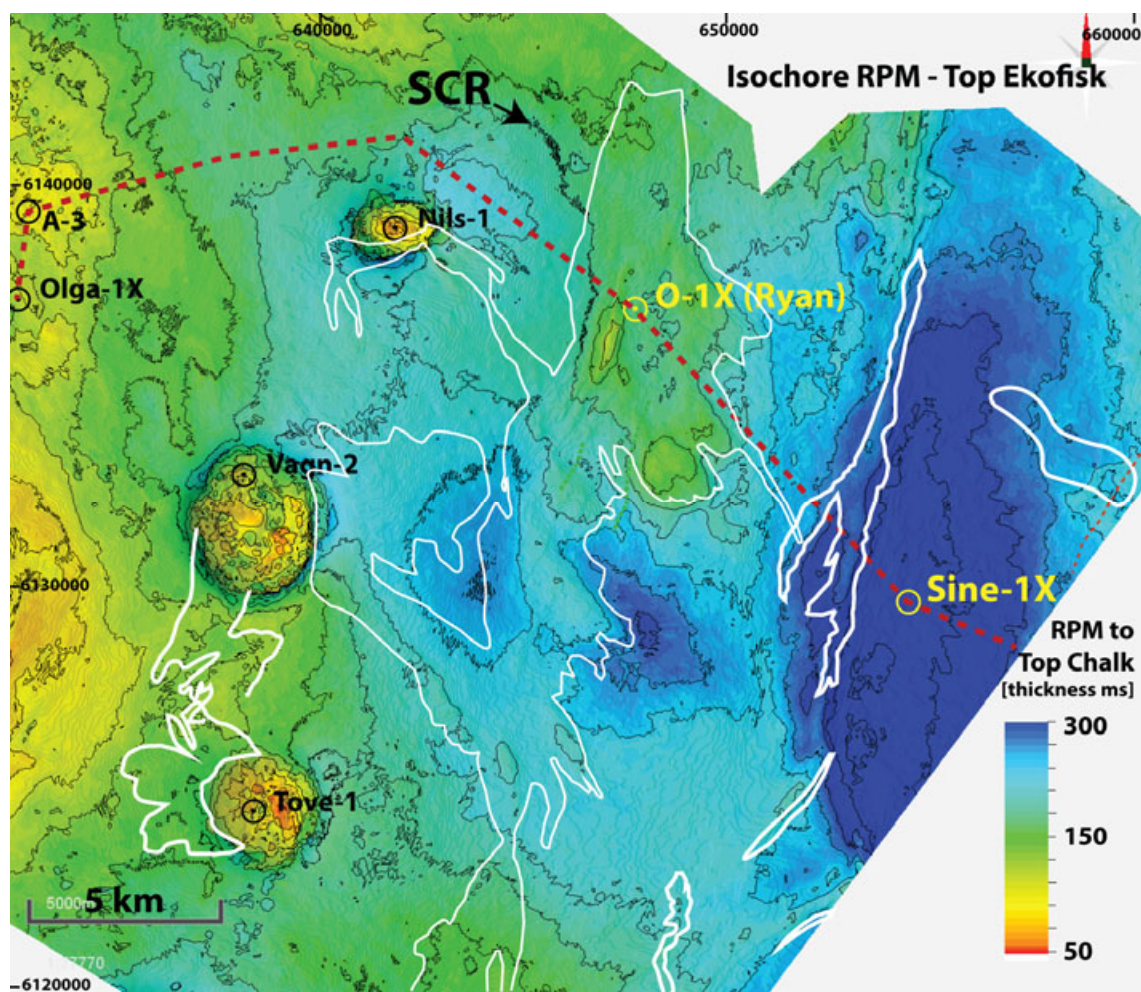 640000
650000
660000
Isochore RPM - Top Ekofisk
SCR
6140000
A-3
Nils-1
Olga-1X
O-1X (Ryan)
Vagn-2
6130000
Sine-1X
RPM to
Top Chalk
[thickness ms]
300
150
50
Tove-1
5 km
5000m
6120000